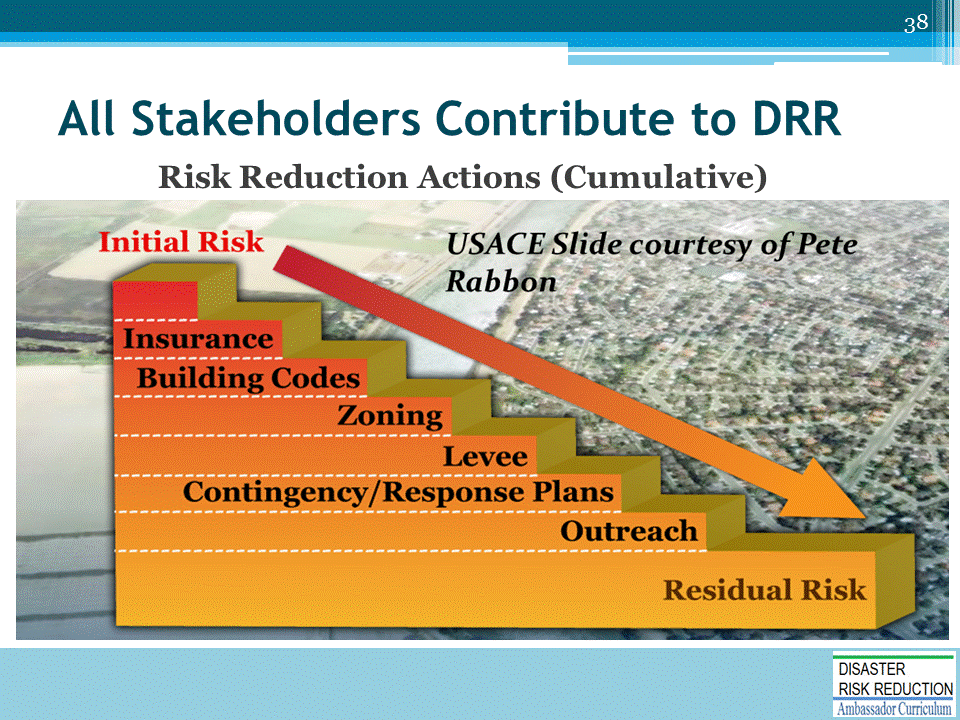 38
All Stakeholders Contribute to DRR
Risk Reduction Actions (Cumulative)
Initial Risk
USACE Slide courtesy of Pete
Rabbon
Insurance
Building Codes
Zoning
Levee
Contingency/Response Plans
Outreach
Residual Risk
DISASTER
RISK REDUCTION
Ambassador Curriculum